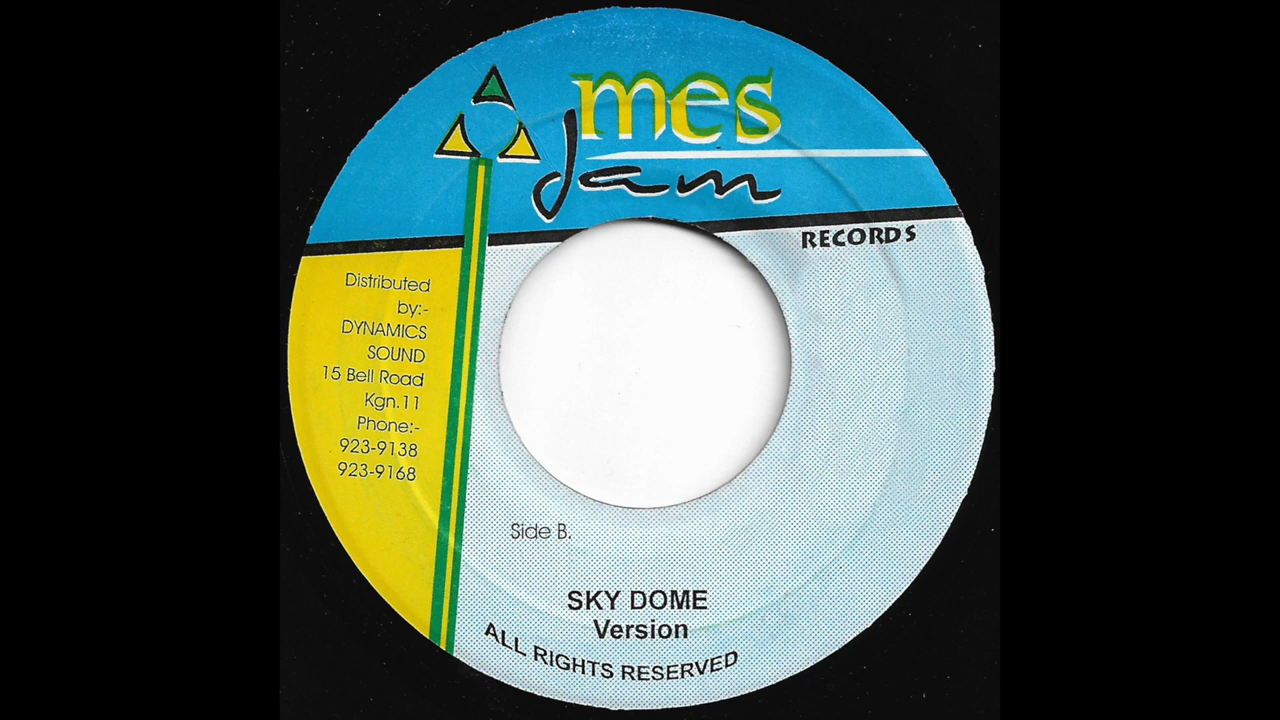 mes
Jam
RECORDS
Distributed
by:-
DYNAMICS
SOUND
15 Bell Road
Kgn.11
Phone:-
923-9138
923-9168
Side B.
SKY DOME
Version
ALL RIGHTS RESERVED